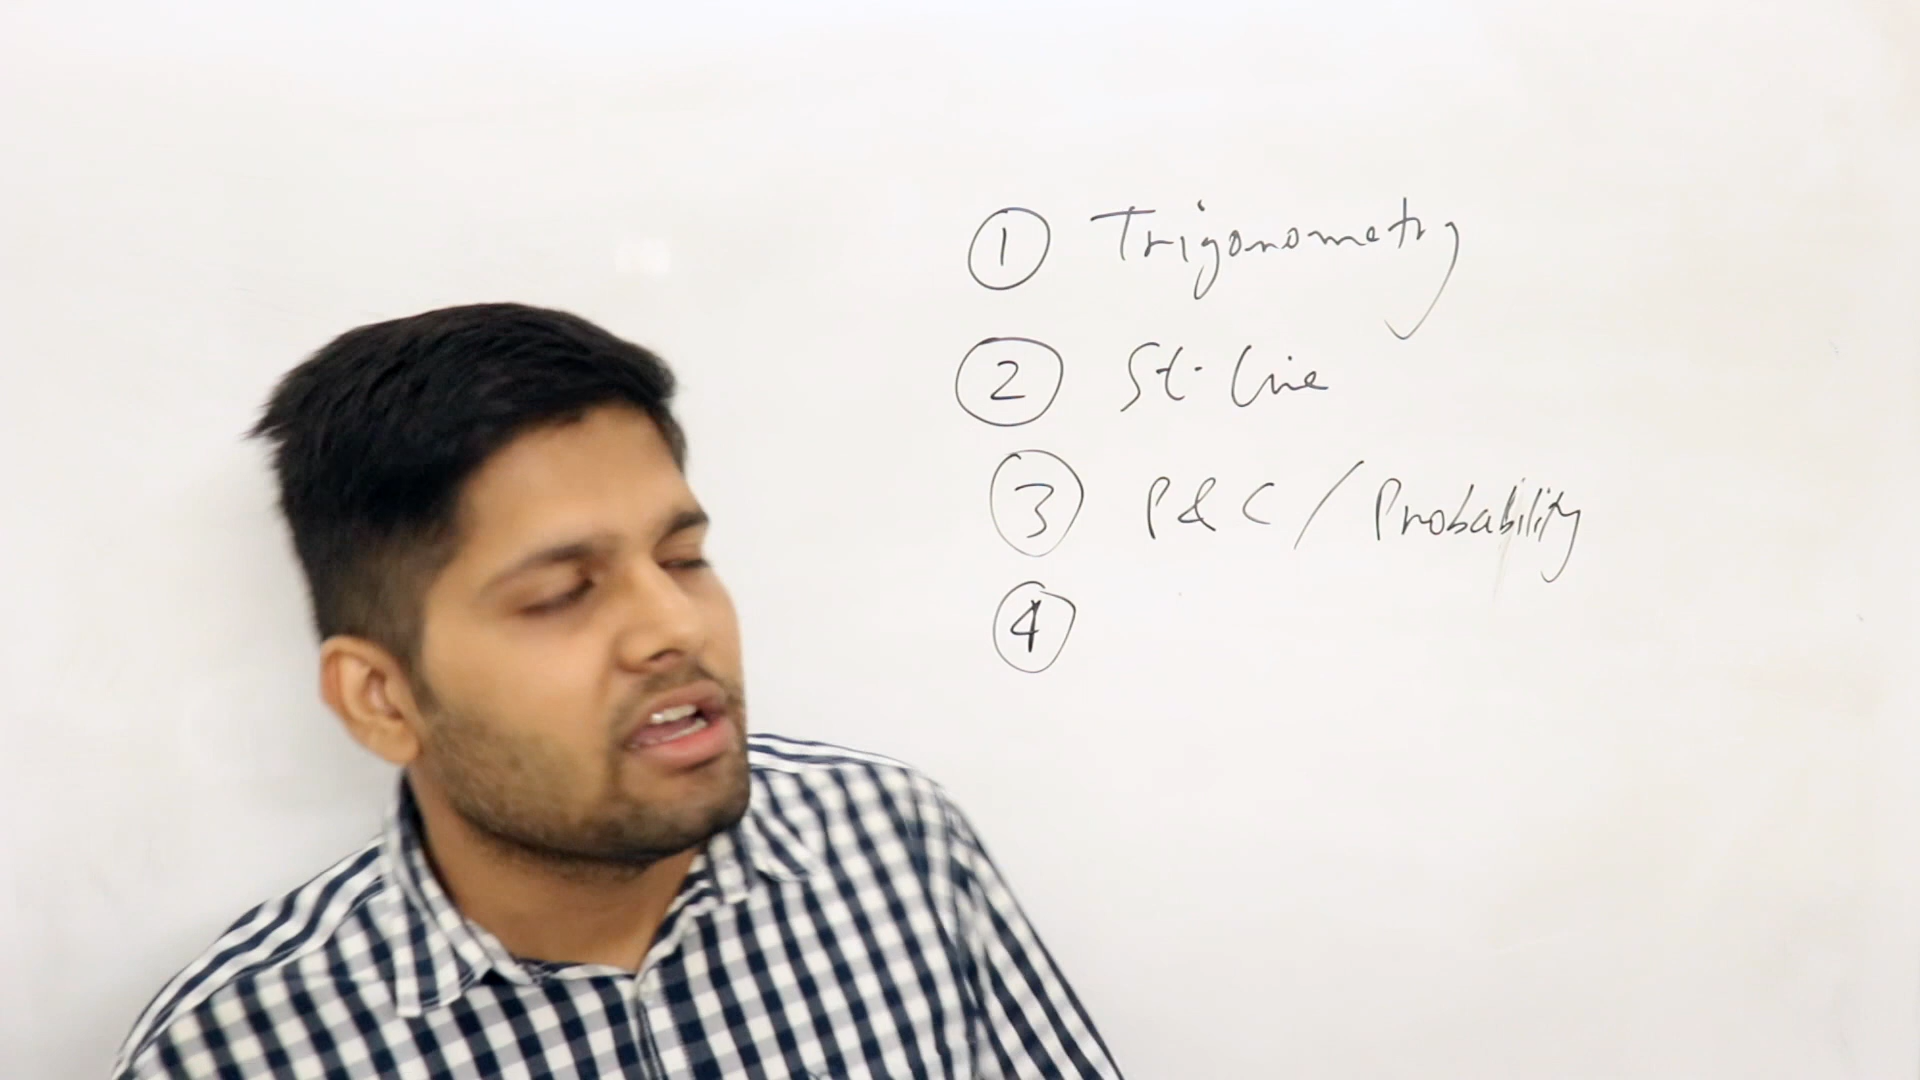 ① Trigonometry
② St. line
③ P & C / Probability
④